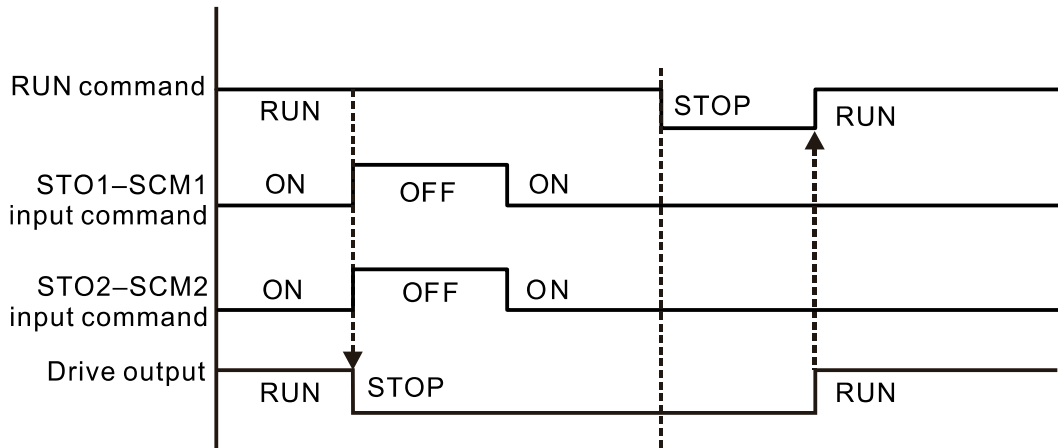 RUN command
RUN
STOP
RUN
STO1–SCM1
input command
ON
OFF
ON
STO2–SCM2
input command
ON
OFF
ON
Drive output
RUN
STOP
RUN